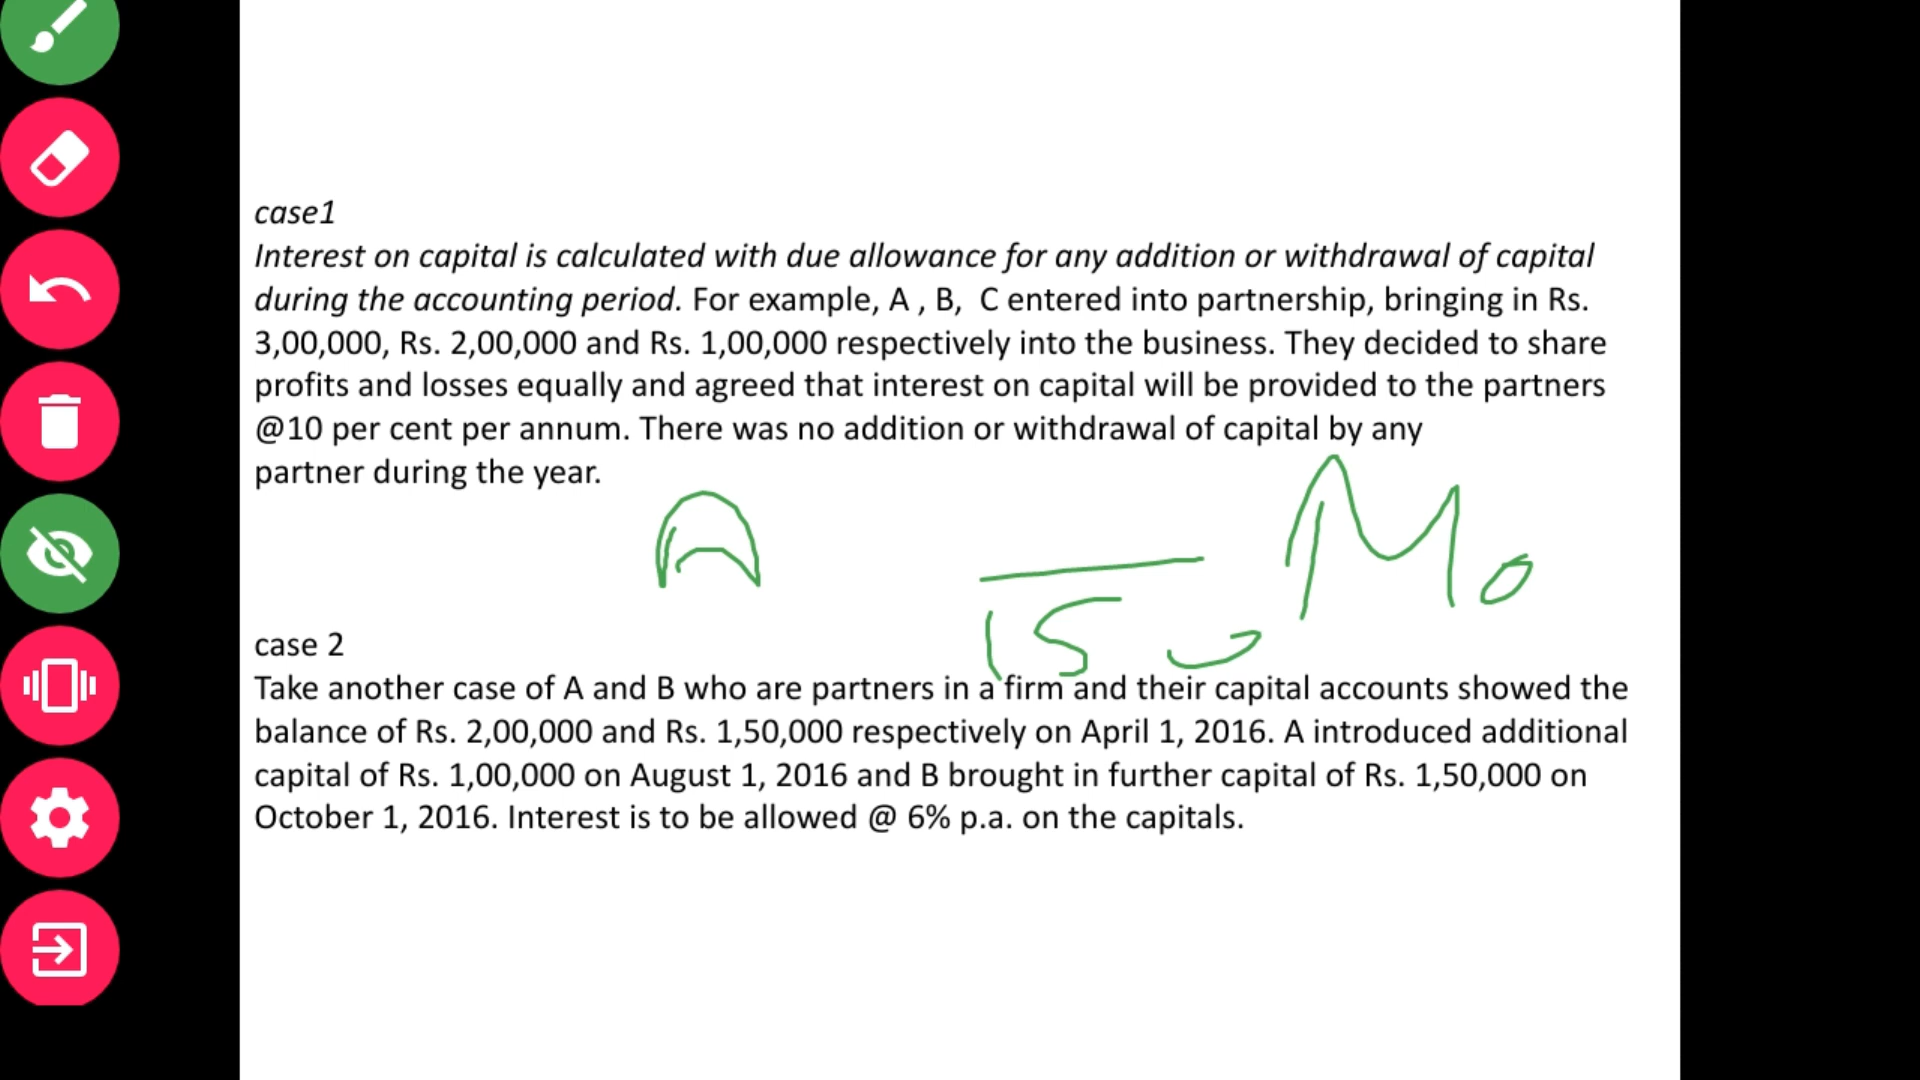 case1
Interest on capital is calculated with due allowance for any addition or withdrawal of capital
during the accounting period. For example, A , B,  C entered into partnership, bringing in Rs.
3,00,000, Rs. 2,00,000 and Rs. 1,00,000 respectively into the business. They decided to share
profits and losses equally and agreed that interest on capital will be provided to the partners
@10 per cent per annum. There was no addition or withdrawal of capital by any
partner during the year.
A
Mo
15
case 2
Take another case of A and B who are partners in a firm and their capital accounts showed the
balance of Rs. 2,00,000 and Rs. 1,50,000 respectively on April 1, 2016. A introduced additional
capital of Rs. 1,00,000 on August 1, 2016 and B brought in further capital of Rs. 1,50,000 on
October 1, 2016. Interest is to be allowed @ 6% p.a. on the capitals.